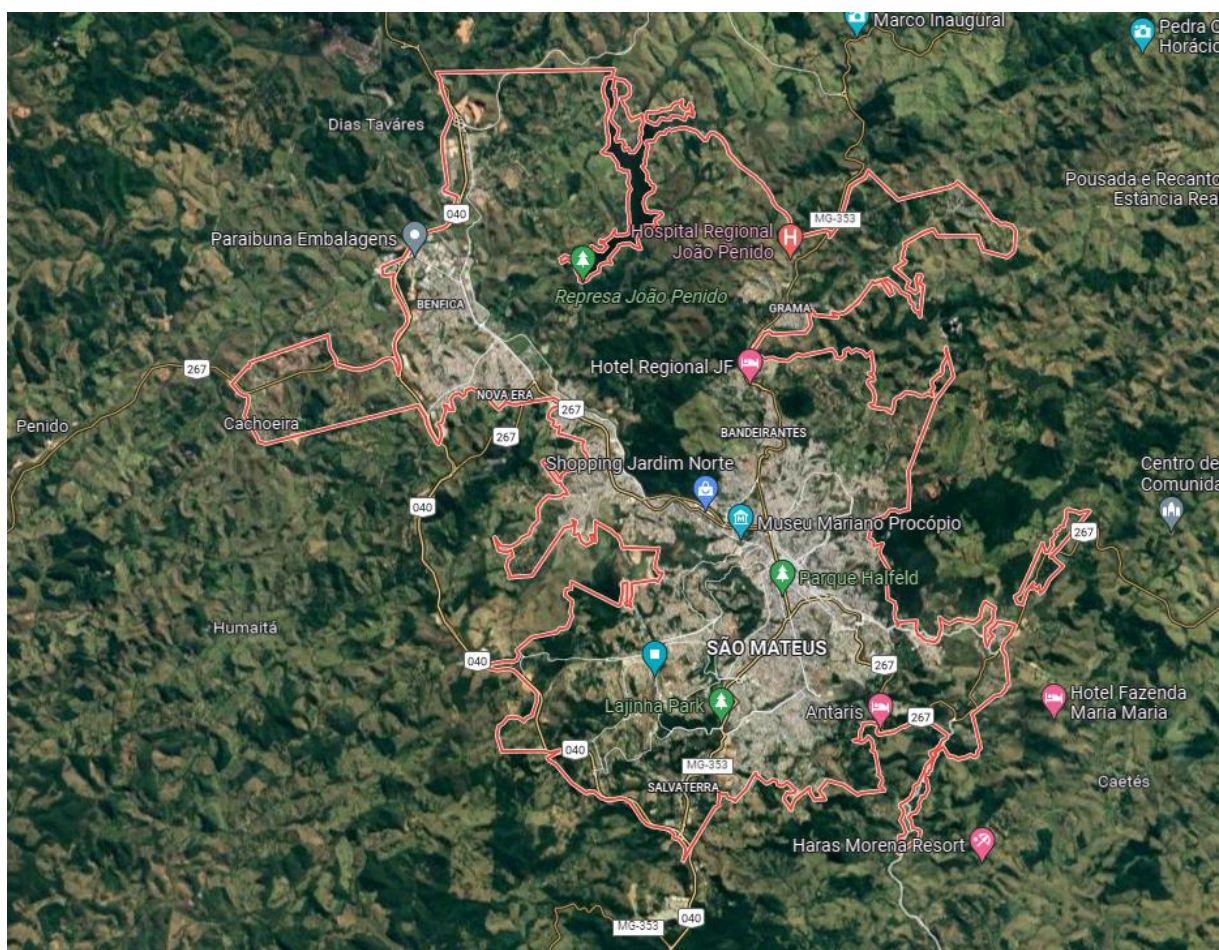 Marco Inaugural
Pedra C
Horácio
Dias Taváres
Pousada e Recanto
Estância Rea
040
MG-353
Paraibuna Embalagens
Hospital Regional
João Penido
Represa João Penido
BENFICA
GRAMA
267
Hotel Regional JF
NOVA ERA
267
Penido
Cachoeira
267
BANDEIRANTES
Shopping Jardim Norte
Centro de
Comunida
040
Museu Mariano Procópio
267
Parque Halfeld
Humaitá
SÃO MATEUS
040
267
Lajinha Park
Antaris
267
Hotel Fazenda
Maria Maria
040
MG-353
SALVATERRA
Caetés
Haras Morena Resort
MG-353
040